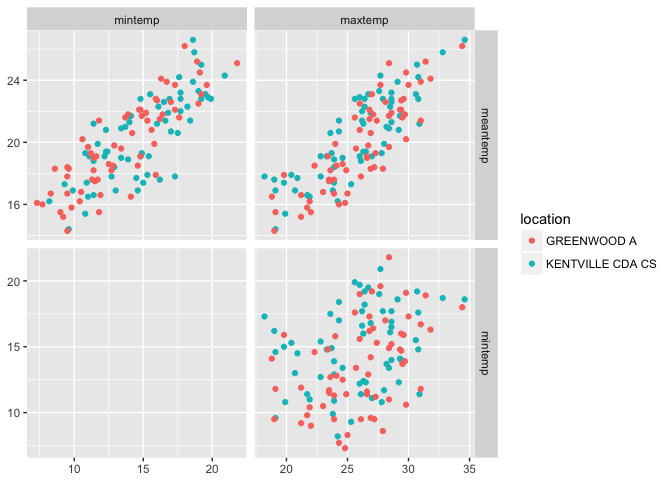 mintemp maxtemp
24
20
16
meantemp
20
15
10
mintemp
10 15 20 20 25 30 35
location
GREENWOOD A
KENTVILLE CDA CS